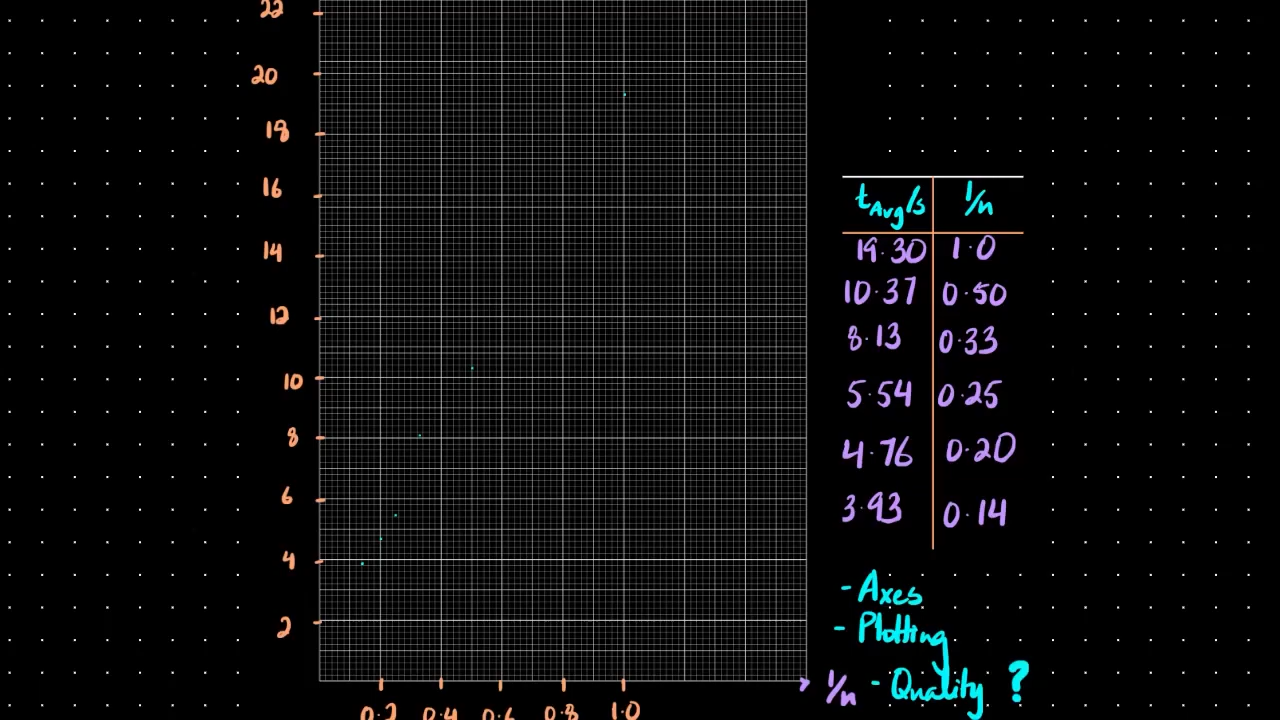 22
20
18
16
14
12
10
8
6
4
2
0.2 0.4 0.6 0.8 1.0
1/n
tAvg/s 1/n
19.30 1.0
10.37 0.50
8.13 0.33
5.54 0.25
4.76 0.20
3.93 0.14
- Axes
- Plotting
- Quality ?